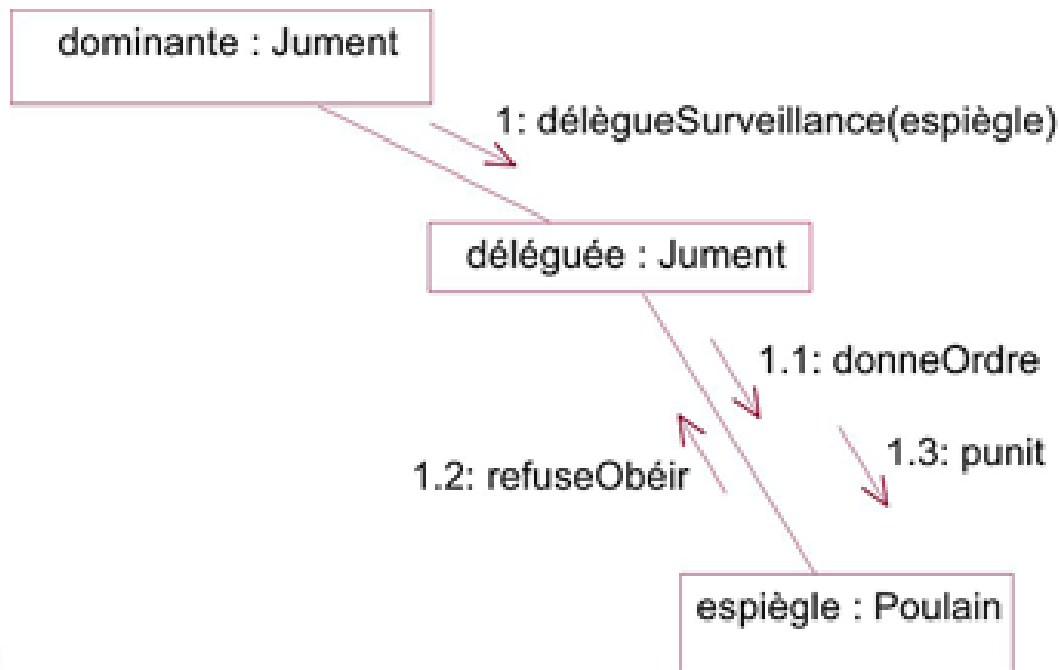 dominante : Jument
1: délègueSurveillance(espiègle)
déléguée : Jument
1.1: donneOrdre
1.3: punit
1.2: refuseObéir
espiègle : Poulain